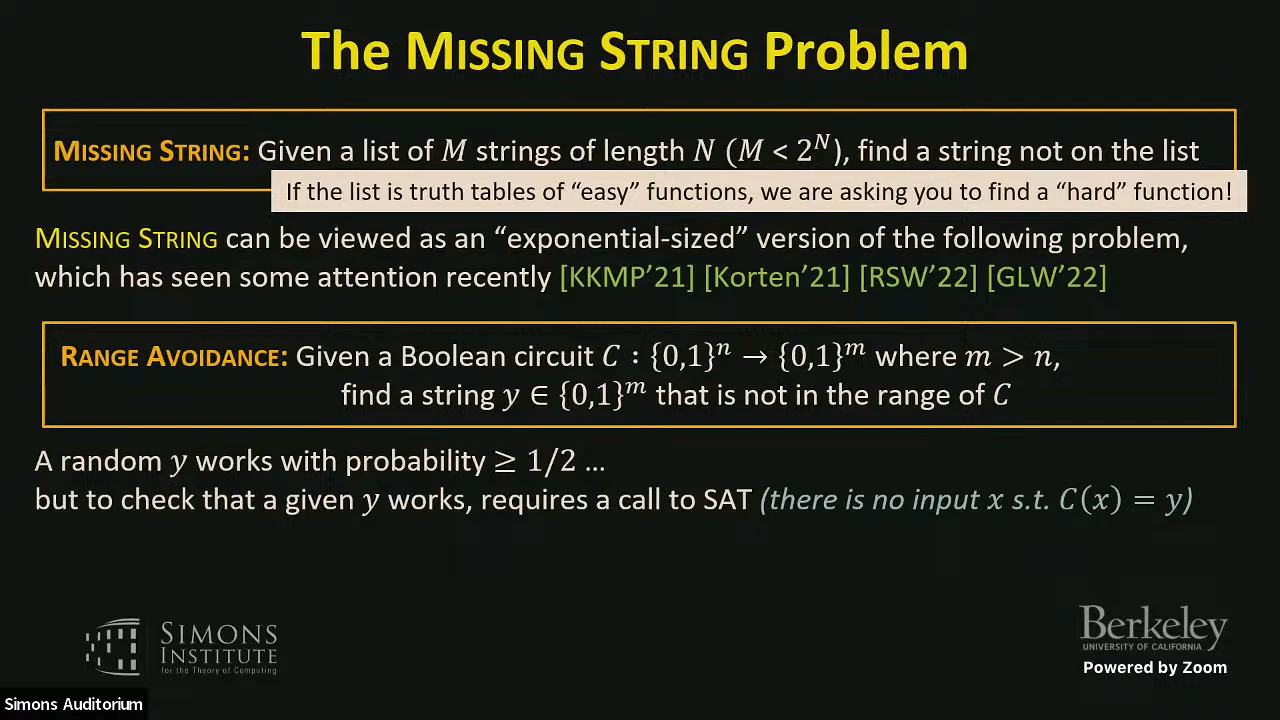 The MISSING STRING Problem
MISSING STRING: Given a list of M strings of length N (M < 2^N), find a string not on the list
If the list is truth tables of “easy” functions, we are asking you to find a “hard” function!
MISSING STRING can be viewed as an “exponential-sized” version of the following problem,
which has seen some attention recently [KKMP’21] [Korten’21] [RSW’22] [GLW’22]
RANGE AVOIDANCE: Given a Boolean circuit C : {0,1}^n → {0,1}^m where m > n,
find a string y ∈ {0,1}^m that is not in the range of C
A random y works with probability ≥ 1/2 …
but to check that a given y works, requires a call to SAT (there is no input x s.t. C(x) = y)
SIMONS
INSTITUTE
for the Theory of Computing
Berkeley
UNIVERSITY OF CALIFORNIA
Powered by Zoom
Simons Auditorium